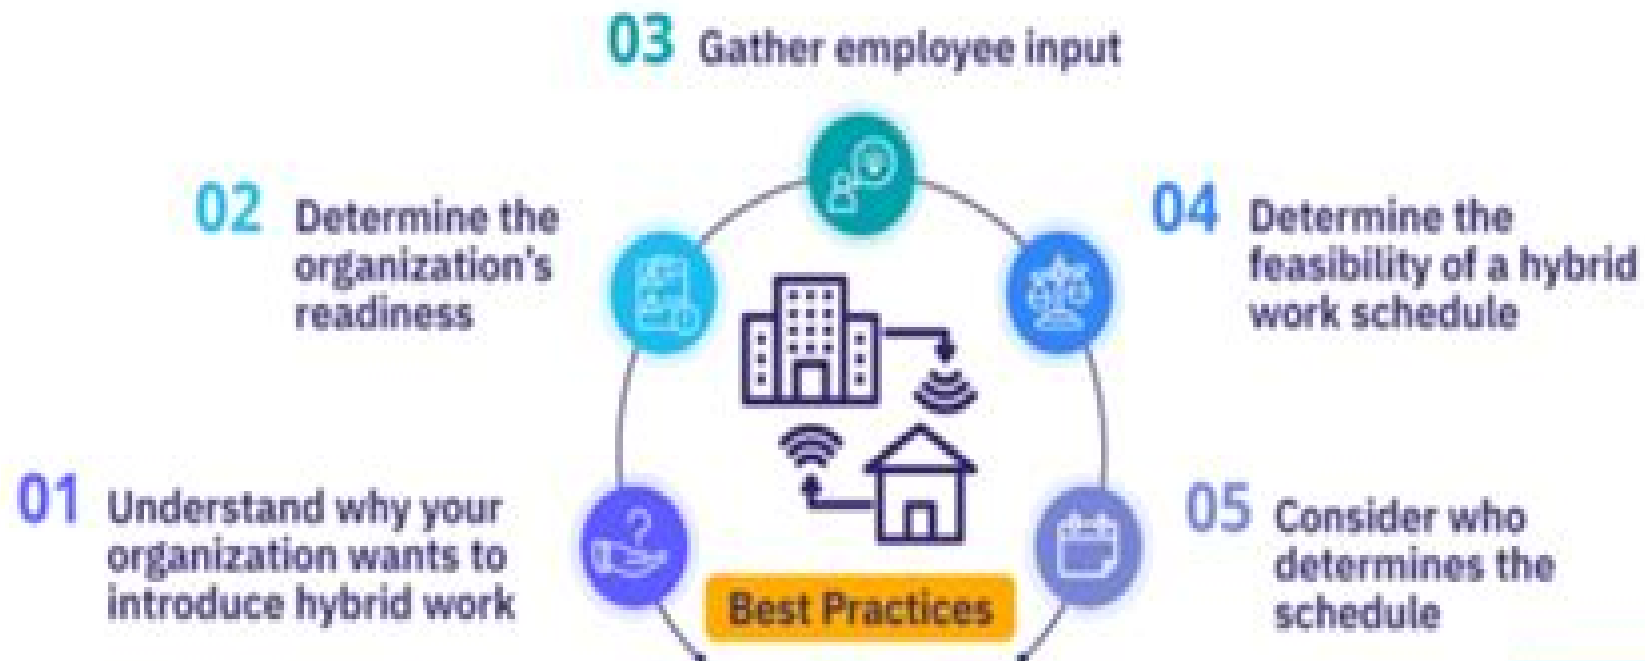 03 Gather employee input
02 Determine the
organization's
readiness
04 Determine the
feasibility of a hybrid
work schedule
01 Understand why your
organization wants to
introduce hybrid work
05 Consider who
determines the
schedule
Best Practices